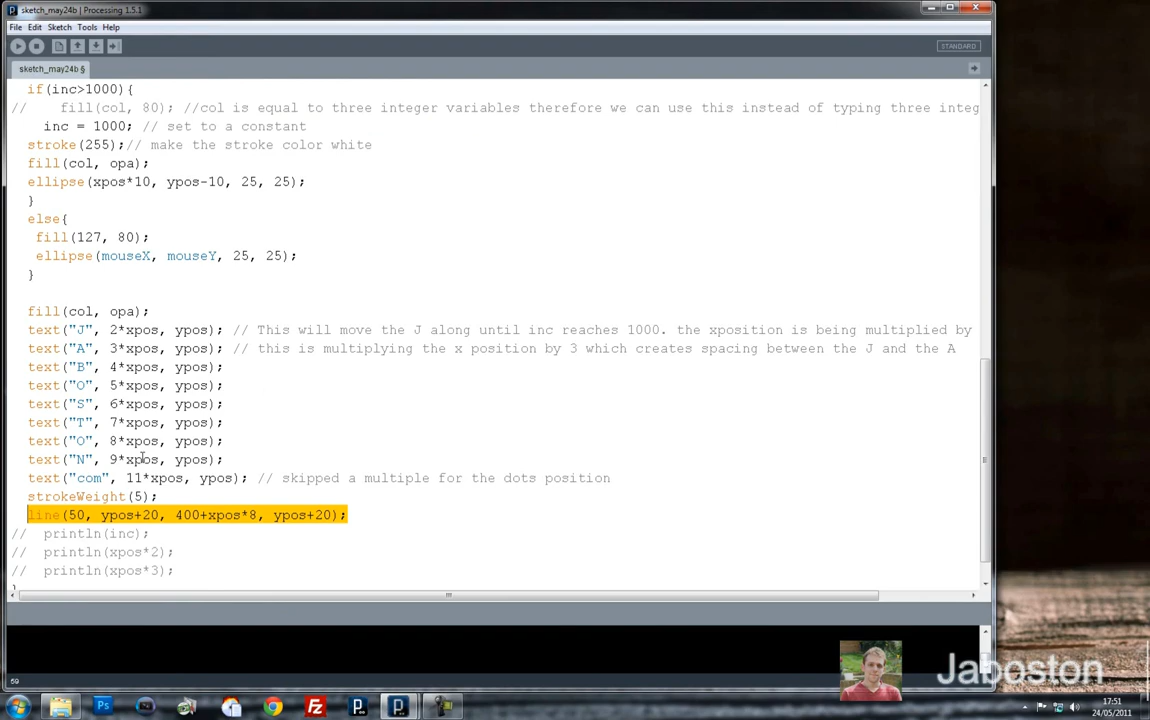 sketch_may24b | Processing 1.5.1
File Edit Sketch Tools Help
STANDARD
sketch_may24b §
if(inc>1000){
//    fill(col, 80); //col is equal to three integer variables therefore we can use this instead of typing three integ
inc = 1000; // set to a constant
stroke(255);// make the stroke color white
fill(col, opa);
ellipse(xpos*10, ypos-10, 25, 25);
}
else{
fill(127, 80);
ellipse(mouseX, mouseY, 25, 25);
}
fill(col, opa);
text("J", 2*xpos, ypos); // This will move the J along until inc reaches 1000. the xposition is being multiplied by
text("A", 3*xpos, ypos); // this is multiplying the x position by 3 which creates spacing between the J and the A
text("B", 4*xpos, ypos);
text("O", 5*xpos, ypos);
text("S", 6*xpos, ypos);
text("T", 7*xpos, ypos);
text("O", 8*xpos, ypos);
text("N", 9*xpos, ypos);
text("com", 11*xpos, ypos); // skipped a multiple for the dots position
strokeWeight(5);
line(50, ypos+20, 400+xpos*8, ypos+20);
//  println(inc);
//  println(xpos*2);
//  println(xpos*3);
}
Jaboston
69
Ps
P
Fz
P
P
17:51
24/05/2011